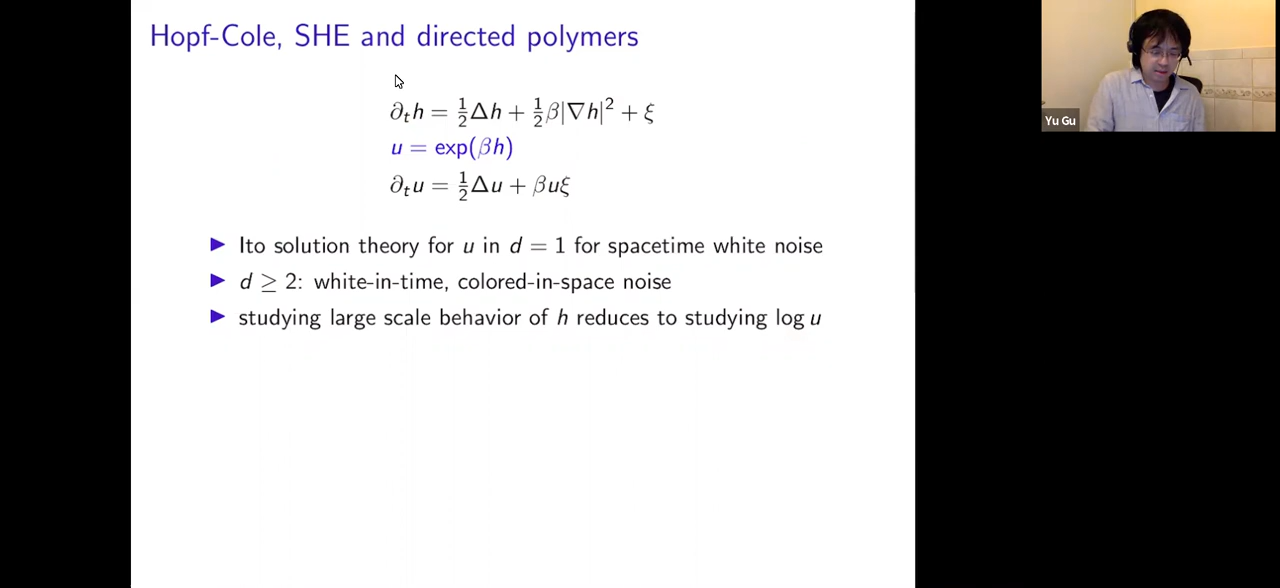 Hopf-Cole, SHE and directed polymers
∂ₜh = ½Δh + ½β|∇h|² + ξ
u = exp(βh)
∂ₜu = ½Δu + βuξ
▶ Ito solution theory for u in d = 1 for spacetime white noise
▶ d ≥ 2: white-in-time, colored-in-space noise
▶ studying large scale behavior of h reduces to studying log u
Yu Gu